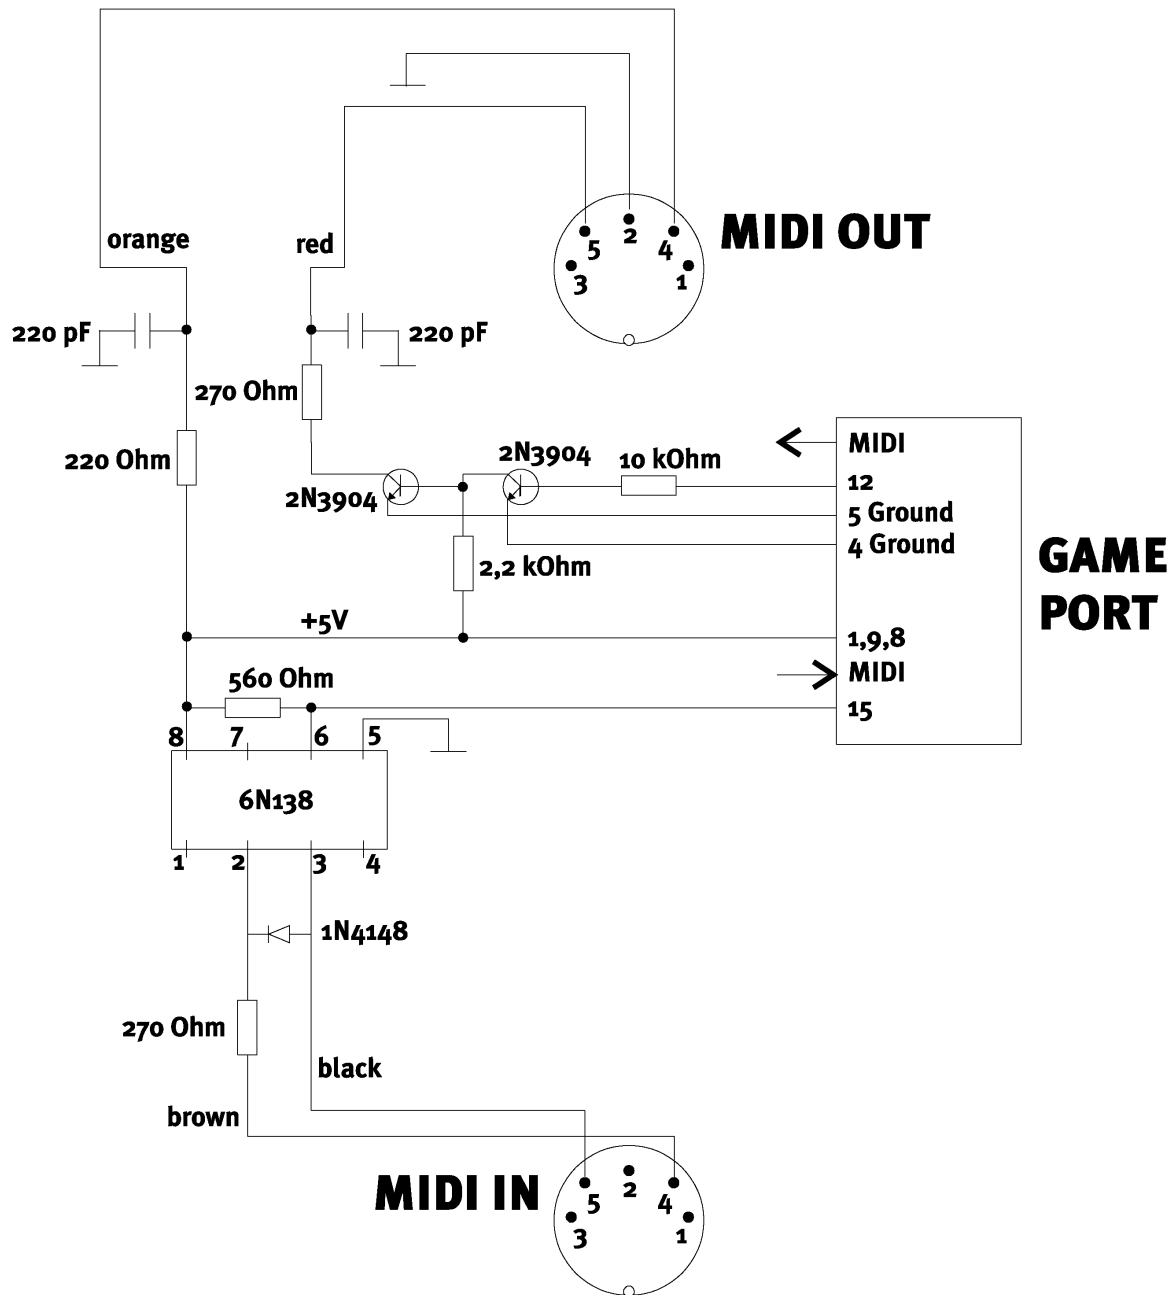 5 2 4
MIDI OUT
3 1
orange
red
220 pF
220 pF
270 Ohm
220 Ohm
2N3904
2N3904
10 kOhm
MIDI
12
5 Ground
4 Ground
GAME
PORT
2,2 kOhm
+5V
1,9,8
MIDI
560 Ohm
15
8 7 6 5
6N138
1 2 3 4
1N4148
270 Ohm
black
brown
MIDI IN
5 2 4
3 1